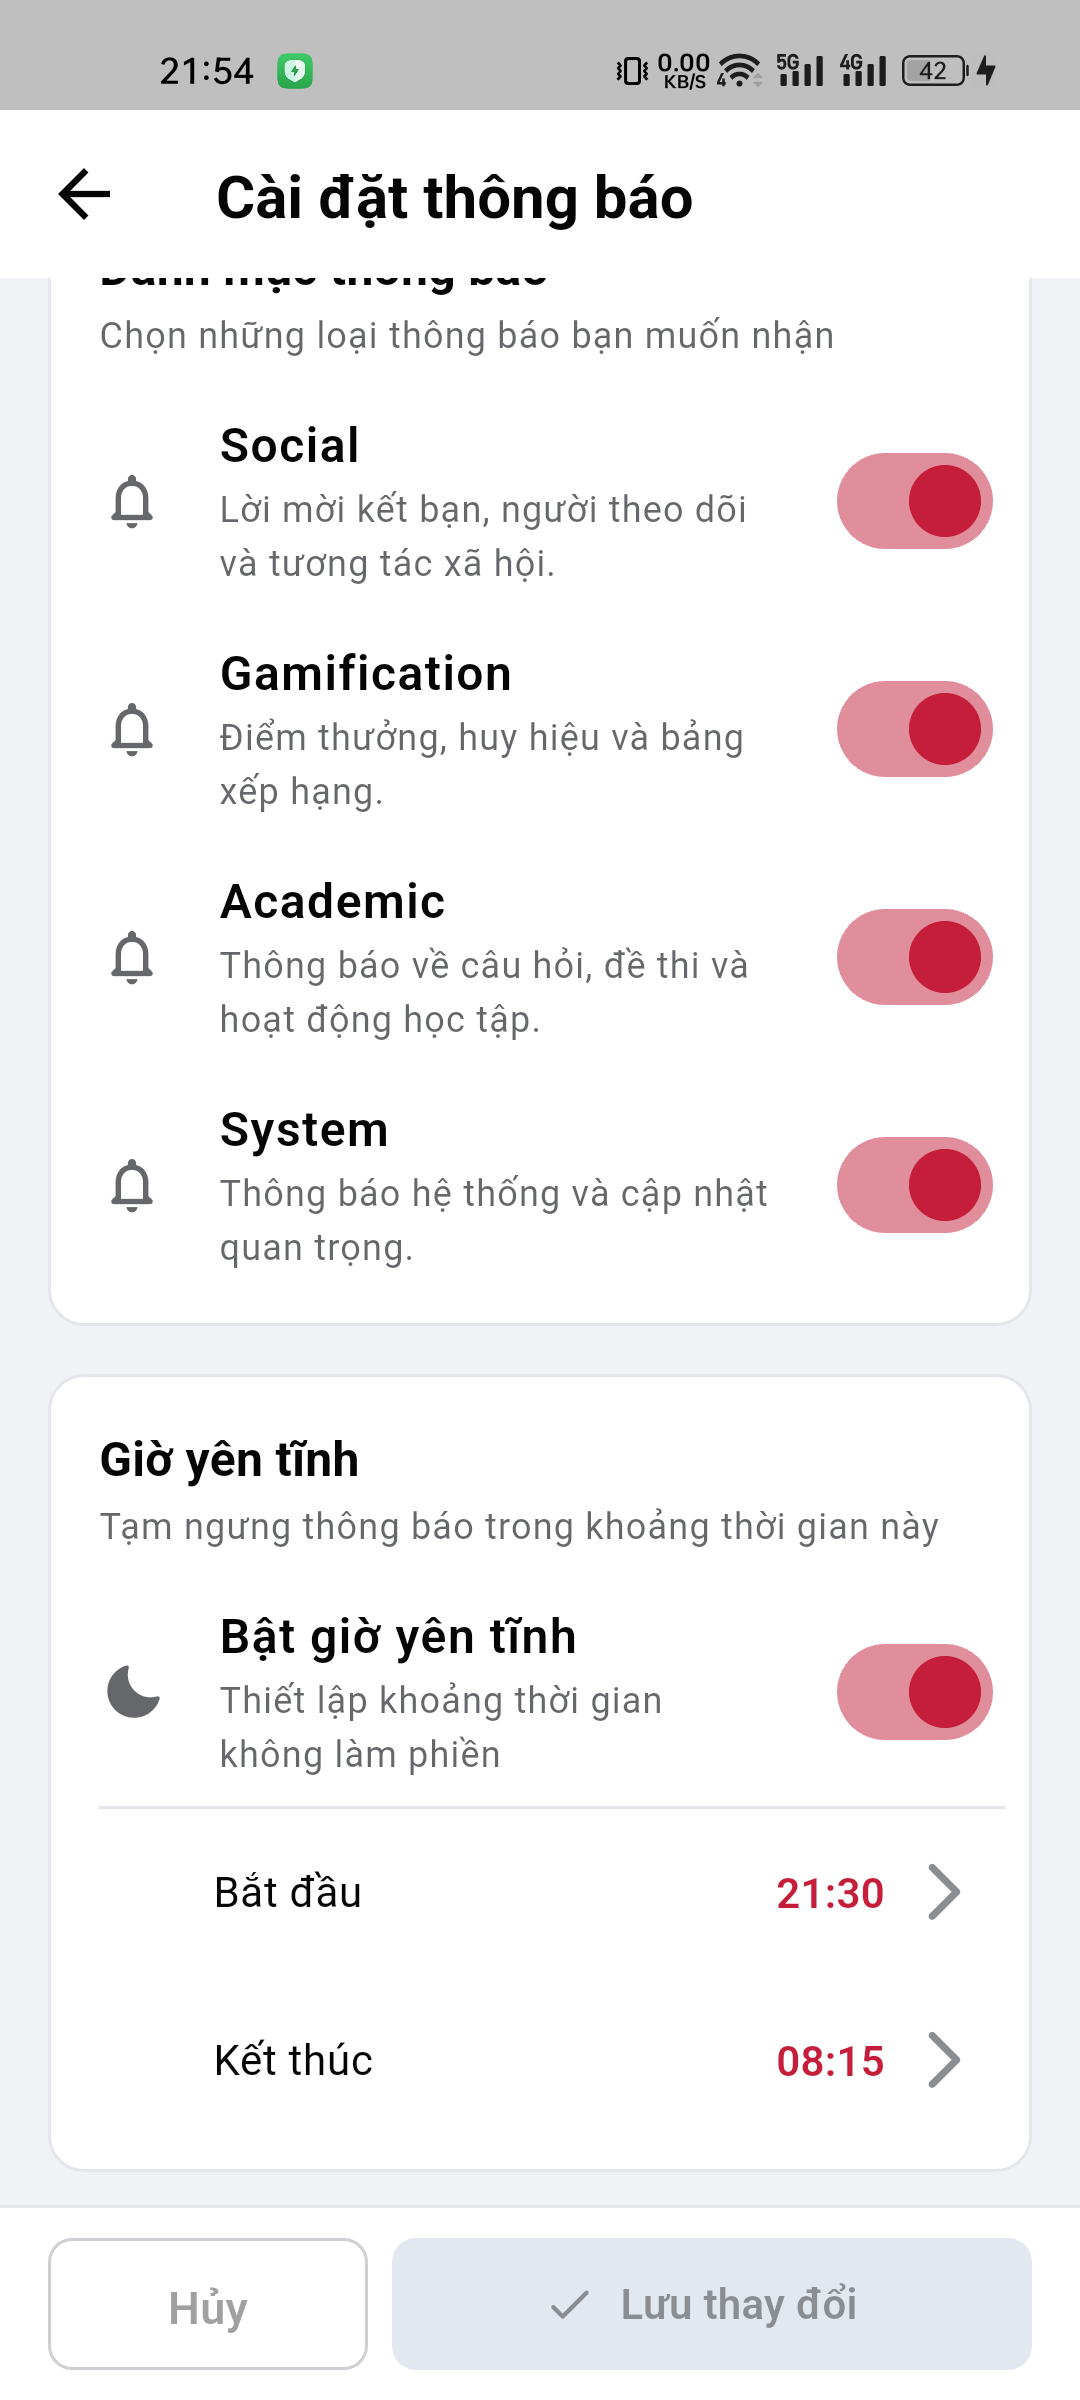 21:54
0.00
KB/S
4
5G
4G
42
Cài đặt thông báo
Danh mục thông báo
Chọn những loại thông báo bạn muốn nhận
Social
Lời mời kết bạn, người theo dõi
và tương tác xã hội.
Gamification
Điểm thưởng, huy hiệu và bảng
xếp hạng.
Academic
Thông báo về câu hỏi, đề thi và
hoạt động học tập.
System
Thông báo hệ thống và cập nhật
quan trọng.
Giờ yên tĩnh
Tạm ngưng thông báo trong khoảng thời gian này
Bật giờ yên tĩnh
Thiết lập khoảng thời gian
không làm phiền
Bắt đầu 21:30
Kết thúc 08:15
Hủy
Lưu thay đổi